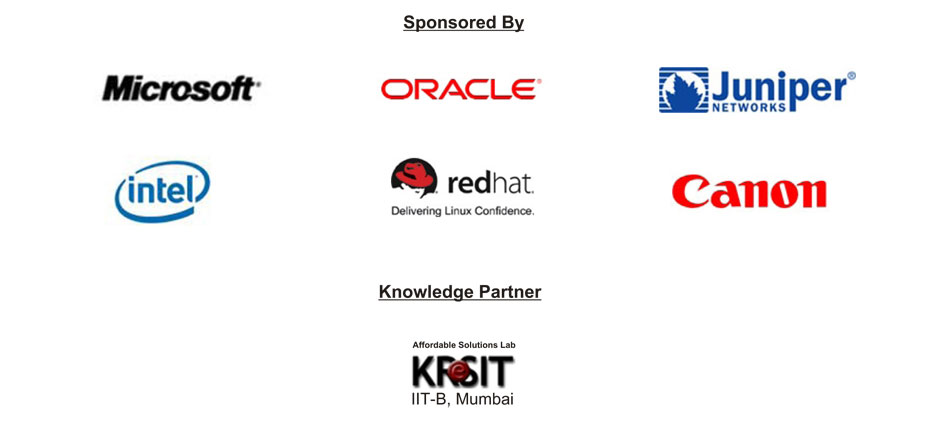 Sponsored By
Microsoft®
ORACLE®
Juniper®
NETWORKS
intel
redhat.
Delivering Linux Confidence.
Canon
Knowledge Partner
Affordable Solutions Lab
KReSIT
IIT-B, Mumbai